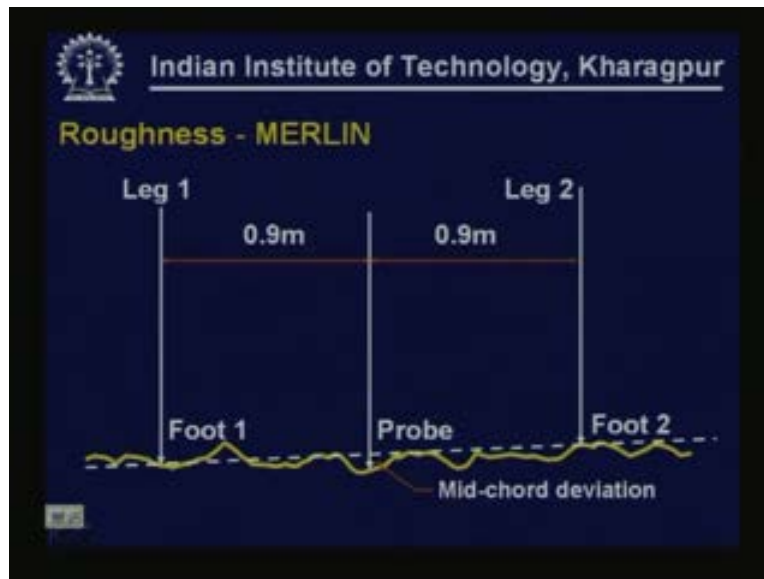 Indian Institute of Technology, Kharagpur
Roughness - MERLIN
Leg 1
Leg 2
0.9m
0.9m
Foot 1
Probe
Foot 2
Mid-chord deviation